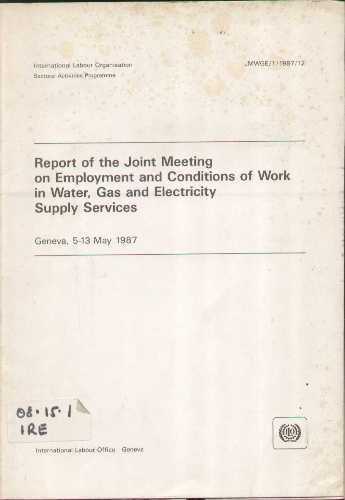 International Labour Organisation
Sectoral Activities Programme
JMWGE/1/1987/12
Report of the Joint Meeting
on Employment and Conditions of Work
in Water, Gas and Electricity
Supply Services
Geneva, 5-13 May 1987
08.15.1
IRE
International Labour Office Geneva